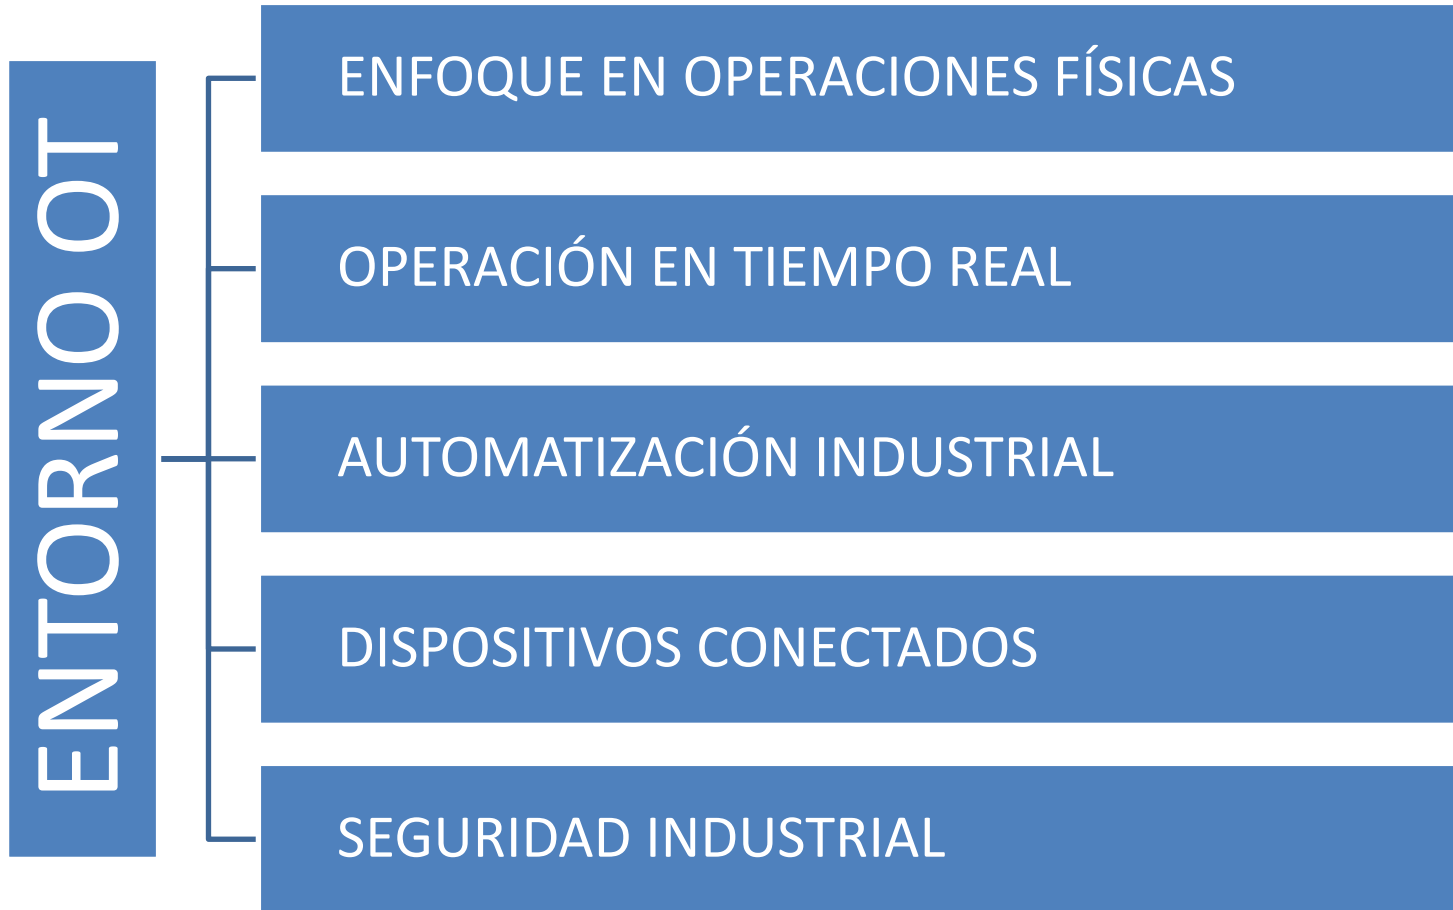 ENTORNO OT
ENFOQUE EN OPERACIONES FÍSICAS
OPERACIÓN EN TIEMPO REAL
AUTOMATIZACIÓN INDUSTRIAL
DISPOSITIVOS CONECTADOS
SEGURIDAD INDUSTRIAL